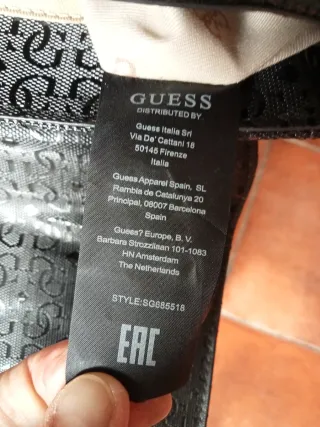 GUESS
DISTRIBUTED BY
Guess Italia Srl
Via De' Cattani 18
50145 Firenze
Italia
Guess Apparel Spain, SL
Rambla de Catalunya 20
Principal, 08007 Barcelona
Spain
Guess? Europe, B. V.
Barbara Strozzilaan 101-1083
HN Amsterdam
The Netherlands
STYLE:SG685518
EAC